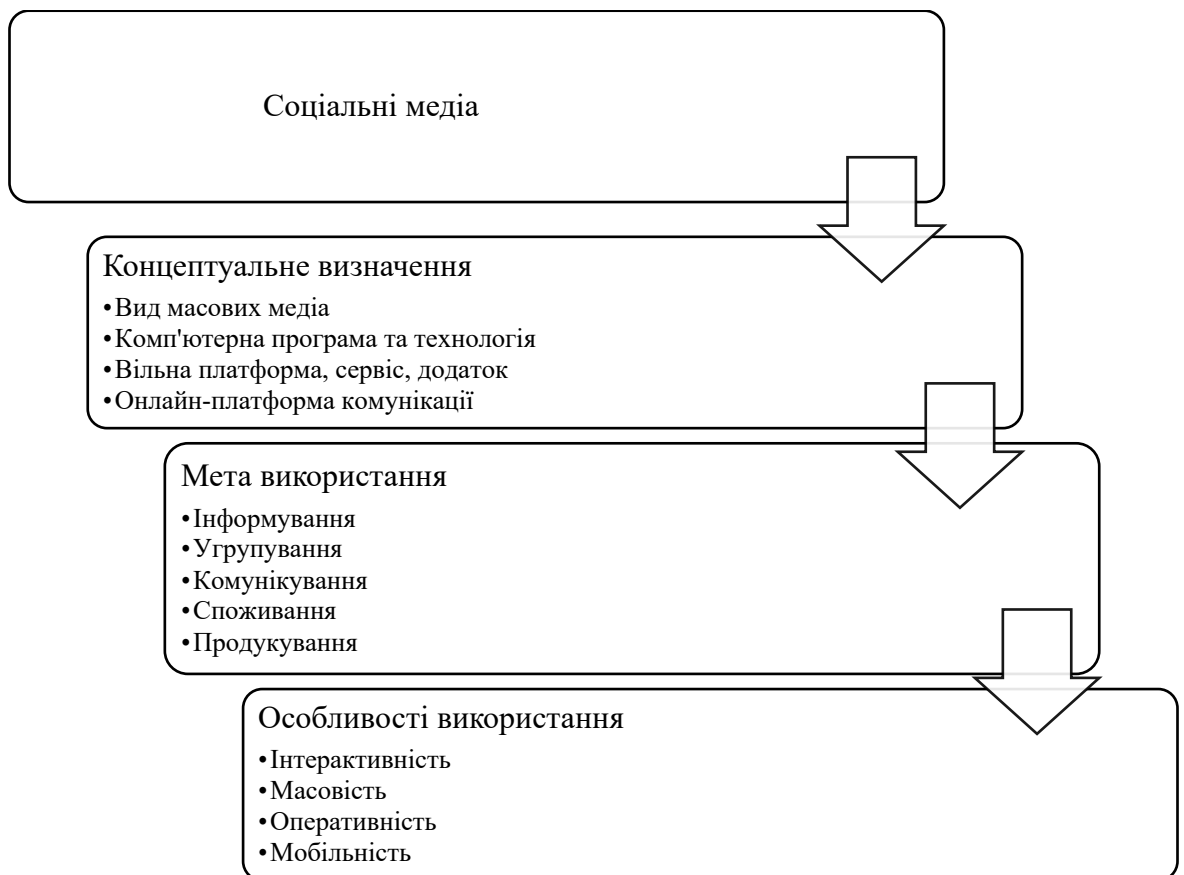 Соціальні медіа
Концептуальне визначення
•Вид масових медіа
•Комп'ютерна програма та технологія
•Вільна платформа, сервіс, додаток
•Онлайн-платформа комунікації
Мета використання
•Інформування
•Угрупування
•Комунікування
•Споживання
•Продукування
Особливості використання
•Інтерактивність
•Масовість
•Оперативність
•Мобільність